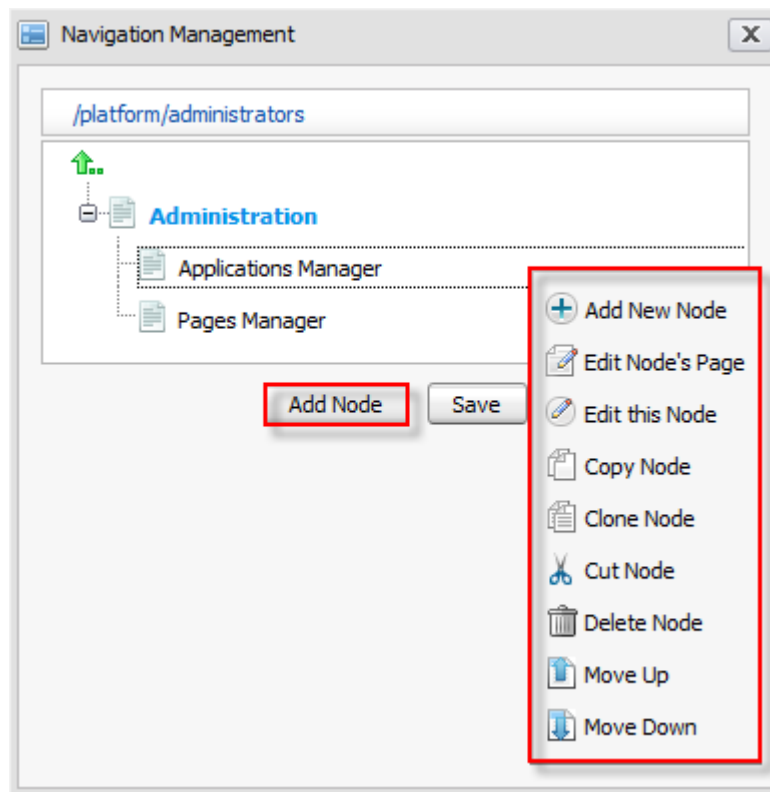 Navigation Management
X
/platform/administrators
Administration
Applications Manager
Pages Manager
Add Node
Save
Add New Node
Edit Node's Page
Edit this Node
Copy Node
Clone Node
Cut Node
Delete Node
Move Up
Move Down